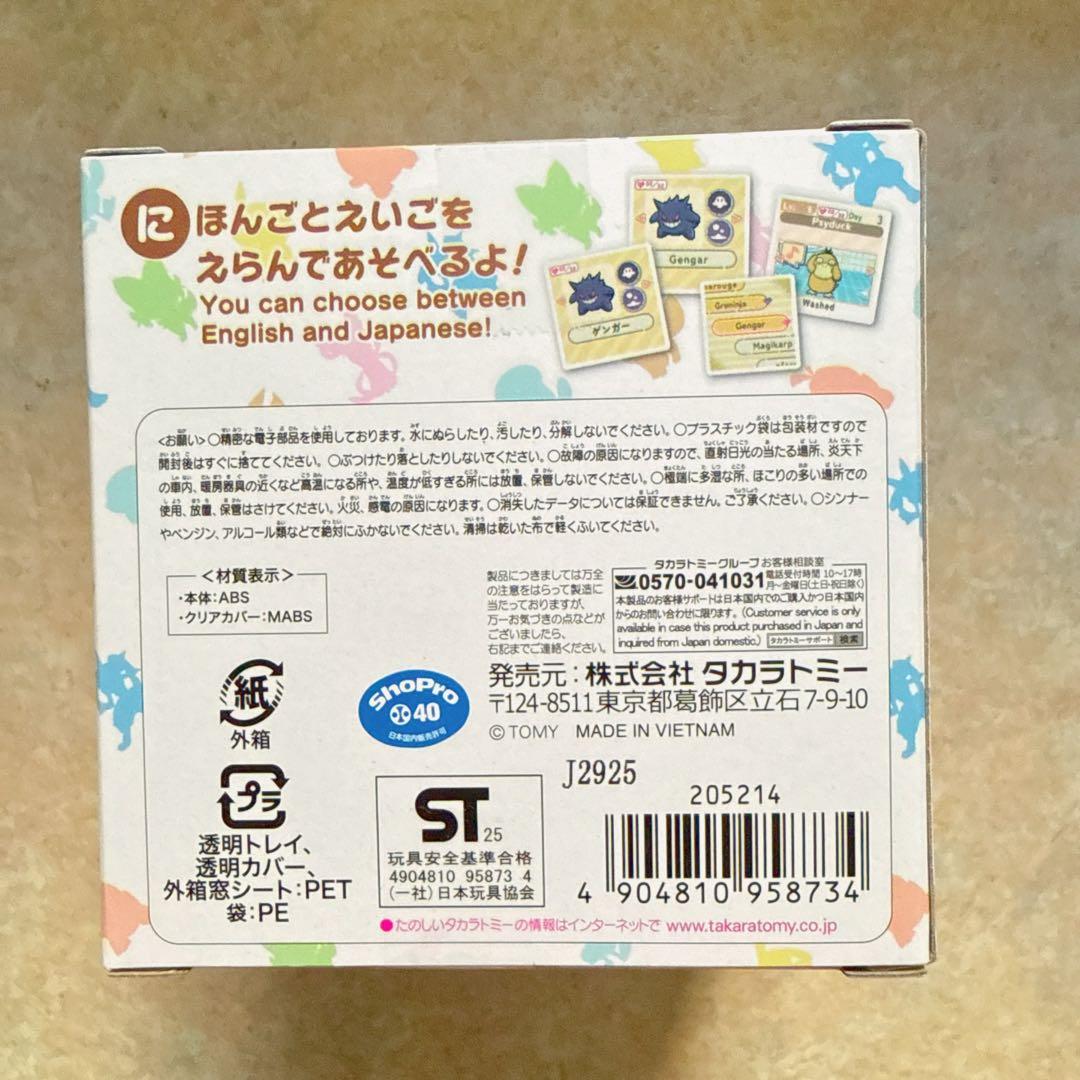 にほんごとえいごを
えらんであそべるよ!
You can choose between
English and Japanese!
Gengar
ゲンガー
Psyduck
Day 3
Washed
Greninja
Gengar
Magikarp
<お願い>○精密な電子部品を使用しております。水にぬらしたり、汚したり、分解しないでください。○プラスチック袋は包装材ですので
開封後はすぐに捨ててください。○ぶつけたり落としたりしないでください。○故障の原因になりますので、直射日光の当たる場所、炎天下
の車内、暖房器具の近くなど高温になる所や、温度が低すぎる所には放置、保管しないでください。○極端に多湿な所、ほこりの多い場所での
使用、放置、保管はさけてください。火災、感電の原因になります。○消失したデータについては保証できません。ご了承ください。○シンナー
やベンジン、アルコール類などで絶対にふかないでください。清掃は乾いた布で軽くふいてください。
<材質表示>
・本体:ABS
・クリアカバー:MABS
製品につきましては万全
の注意をはらって製造に
当たっておりますが、
万一お気づきの点などが
ございましたら、
右記までご連絡ください。
タカラトミーグループお客様相談室
0570-041031 電話受付時間 10〜17時
月〜金曜日(土・日・祝日除く)
本製品のお客様サポートは日本国内でのご購入かつ日本国内
からのお問い合わせに限ります。(Customer service is only
available in case this product purchased in Japan and
inquired from Japan domestic.) タカラトミーサポート 検索
発売元:株式会社 タカラトミー
〒124-8511 東京都葛飾区立石7-9-10
©TOMY MADE IN VIETNAM
紙
外箱
ShoPro
40
日本国内販売許可
プラ
透明トレイ、
透明カバー、
外箱窓シート:PET
袋:PE
ST 25
玩具安全基準合格
4904810 95873 4
(一社)日本玩具協会
J2925
205214
4 904810 958734
●たのしいタカラトミーの情報はインターネットで www.takaratomy.co.jp